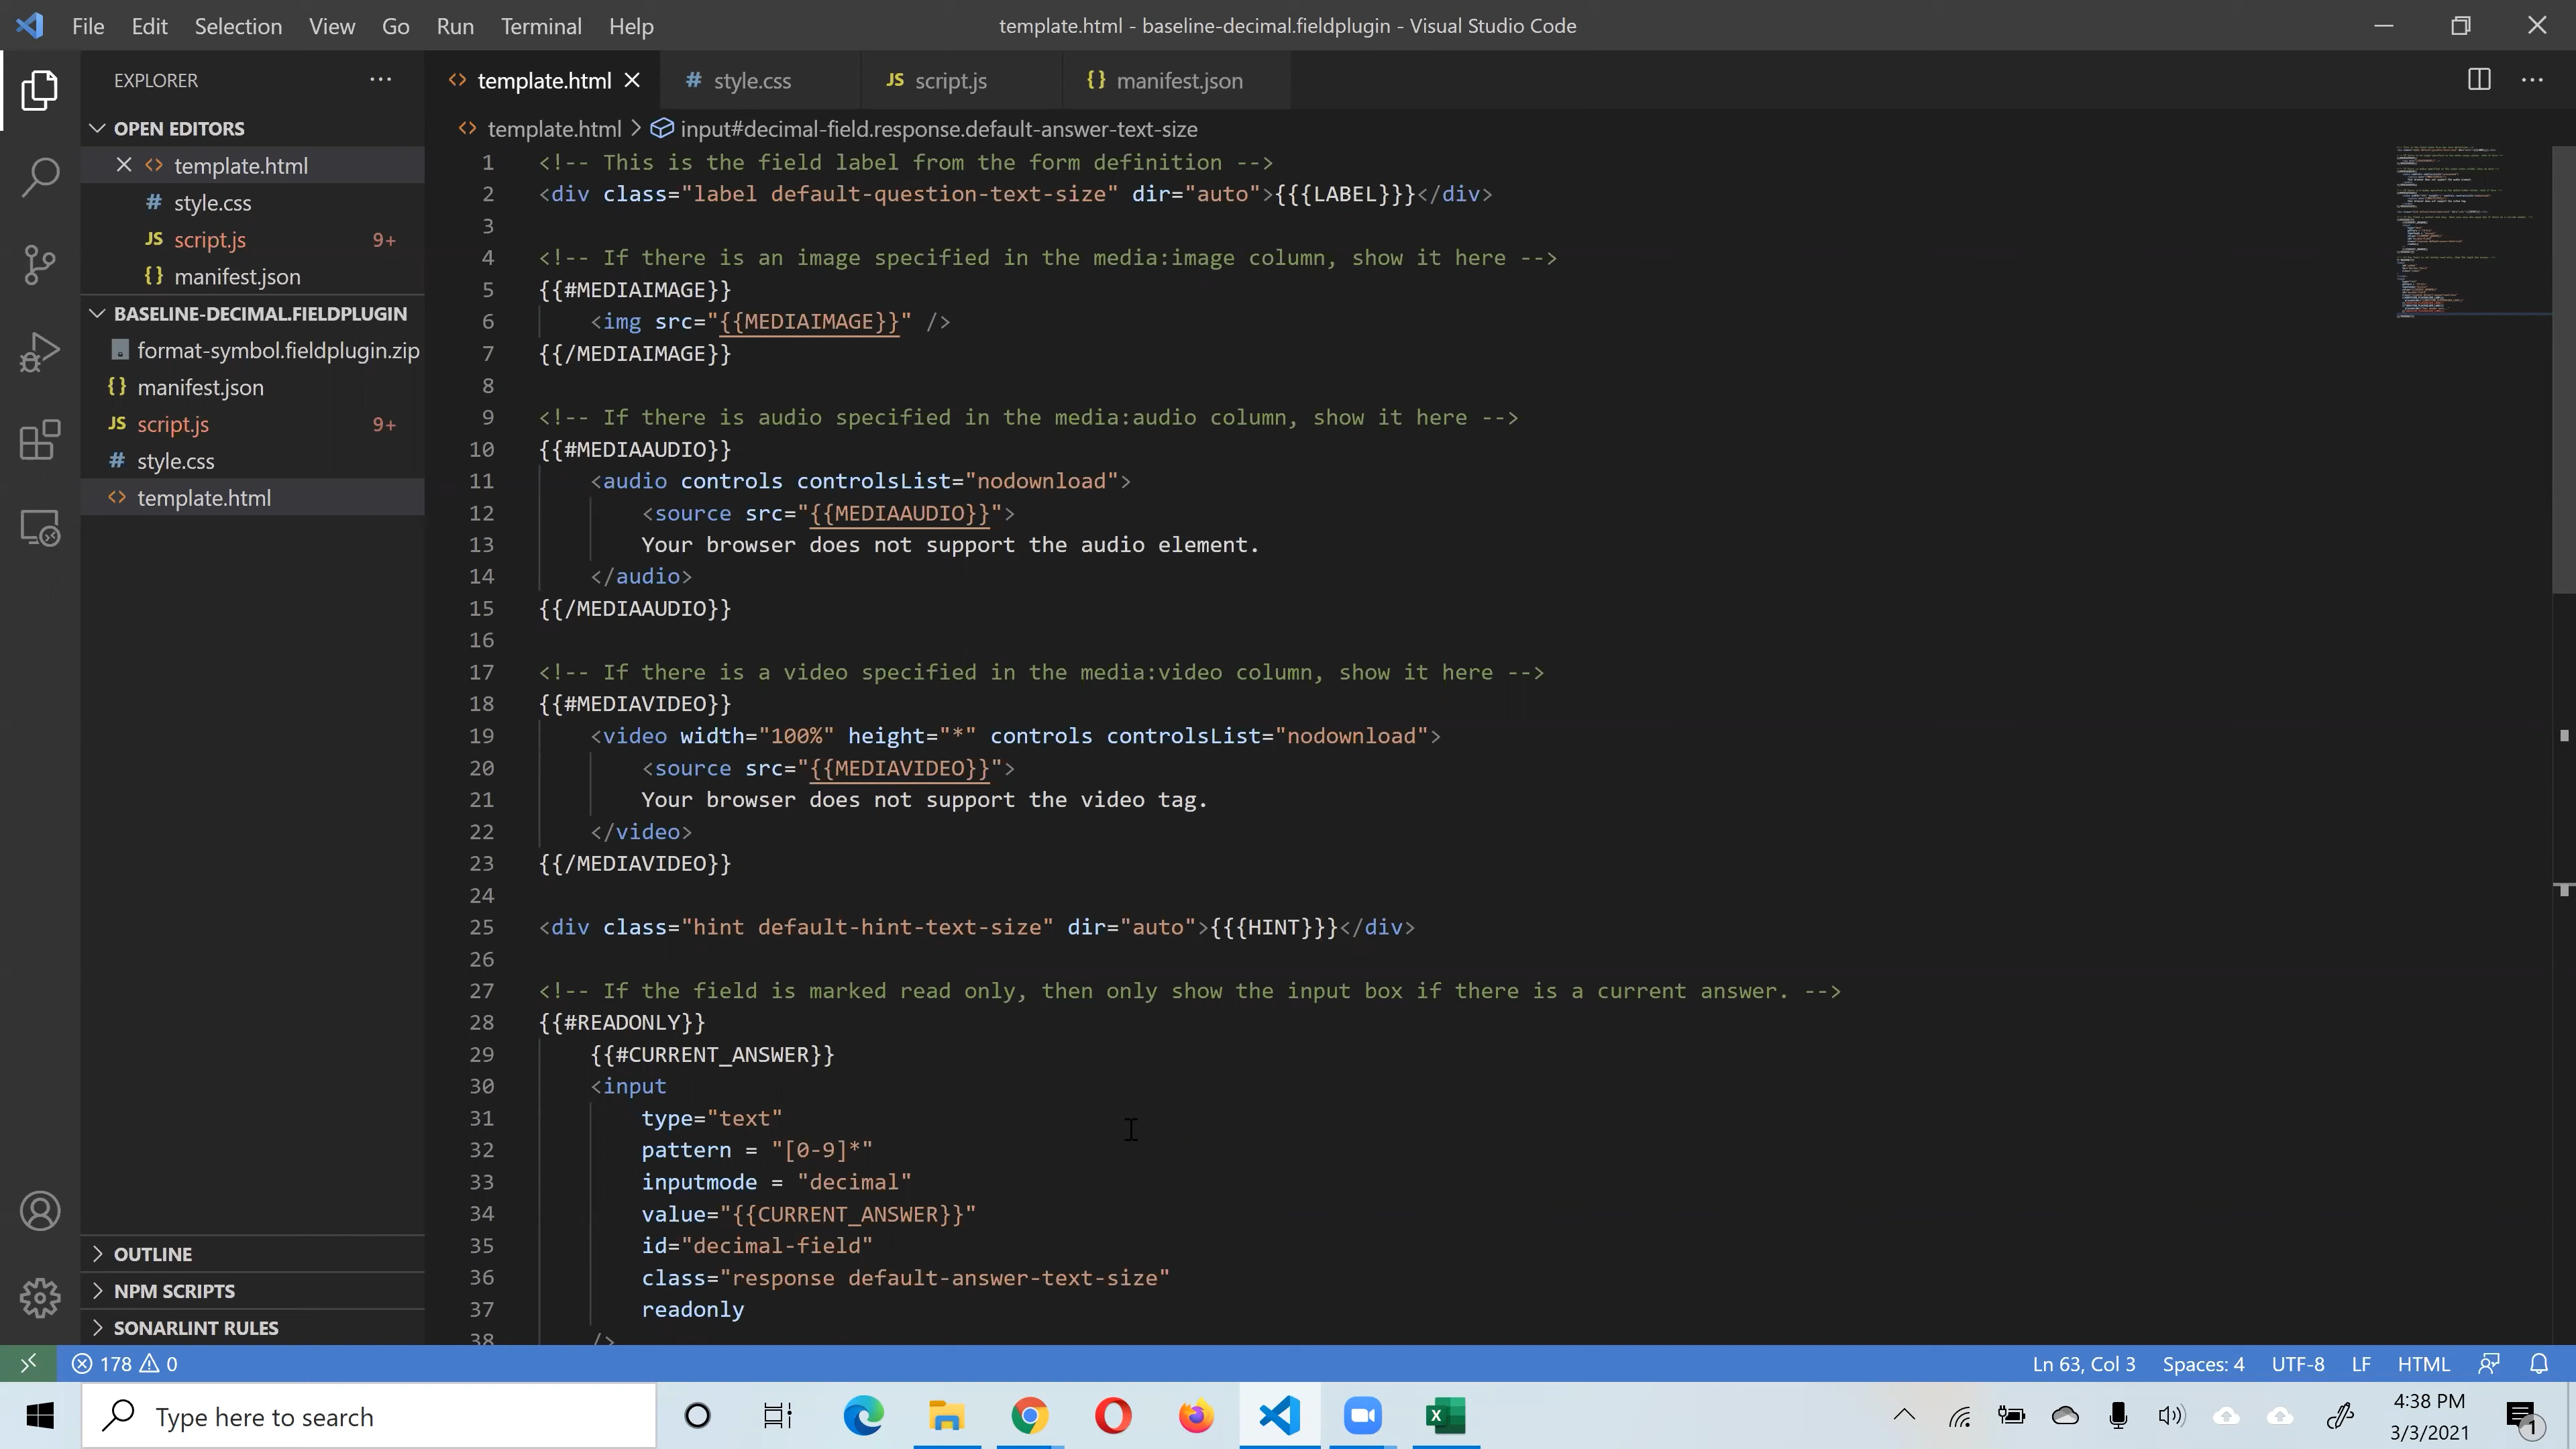 File Edit Selection View Go Run Terminal Help
template.html - baseline-decimal.fieldplugin - Visual Studio Code
EXPLORER
OPEN EDITORS
template.html
# style.css
JS script.js 9+
{} manifest.json
BASELINE-DECIMAL.FIELDPLUGIN
format-symbol.fieldplugin.zip
{} manifest.json
JS script.js 9+
# style.css
<> template.html
OUTLINE
NPM SCRIPTS
SONARLINT RULES
<> template.html # style.css JS script.js {} manifest.json
<> template.html > input#decimal-field.response.default-answer-text-size
1 <!-- This is the field label from the form definition -->
2 <div class="label default-question-text-size" dir="auto">{{{LABEL}}}</div>
3
4 <!-- If there is an image specified in the media:image column, show it here -->
5 {{#MEDIAIMAGE}}
6 <img src="{{MEDIAIMAGE}}" />
7 {{/MEDIAIMAGE}}
8
9 <!-- If there is audio specified in the media:audio column, show it here -->
10 {{#MEDIAAUDIO}}
11 <audio controls controlsList="nodownload">
12 <source src="{{MEDIAAUDIO}}">
13 Your browser does not support the audio element.
14 </audio>
15 {{/MEDIAAUDIO}}
16
17 <!-- If there is a video specified in the media:video column, show it here -->
18 {{#MEDIAVIDEO}}
19 <video width="100%" height="*" controls controlsList="nodownload">
20 <source src="{{MEDIAVIDEO}}">
21 Your browser does not support the video tag.
22 </video>
23 {{/MEDIAVIDEO}}
24
25 <div class="hint default-hint-text-size" dir="auto">{{{HINT}}}</div>
26
27 <!-- If the field is marked read only, then only show the input box if there is a current answer. -->
28 {{#READONLY}}
29 {{#CURRENT_ANSWER}}
30 <input
31 type="text"
32 pattern = "[0-9]*"
33 inputmode = "decimal"
34 value="{{CURRENT_ANSWER}}"
35 id="decimal-field"
36 class="response default-answer-text-size"
37 readonly
38 />
178 0
Ln 63, Col 3 Spaces: 4 UTF-8 LF HTML
Type here to search
4:38 PM
3/3/2021
1